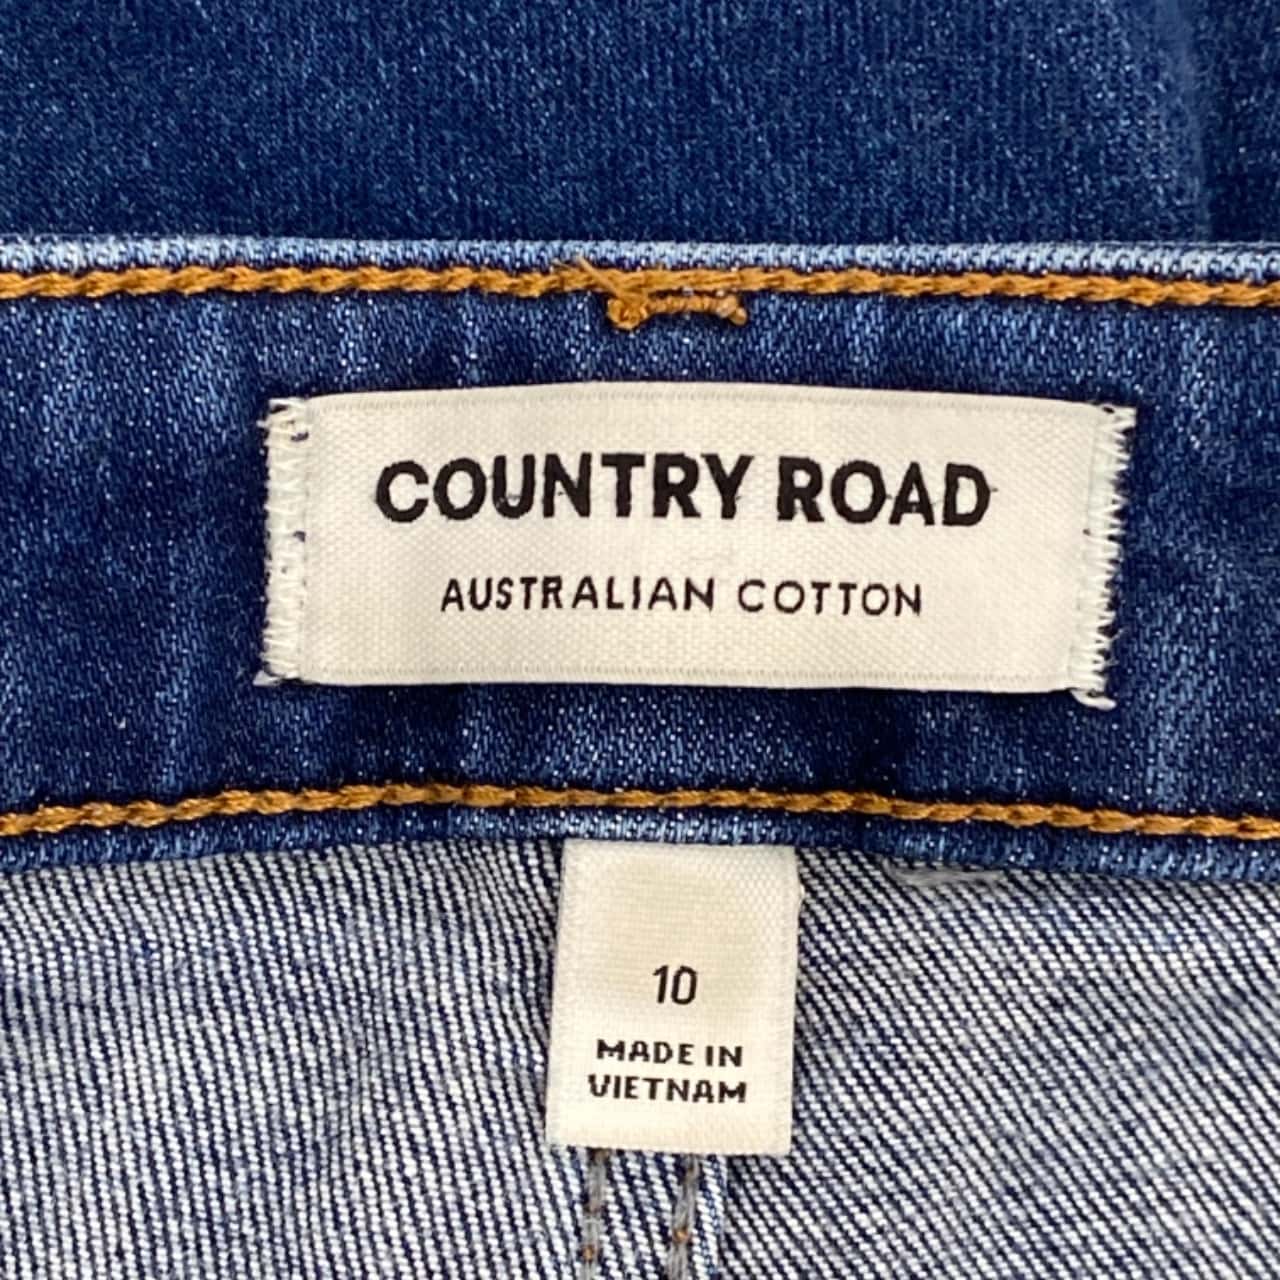 COUNTRY ROAD
AUSTRALIAN COTTON
10
MADE IN
VIETNAM